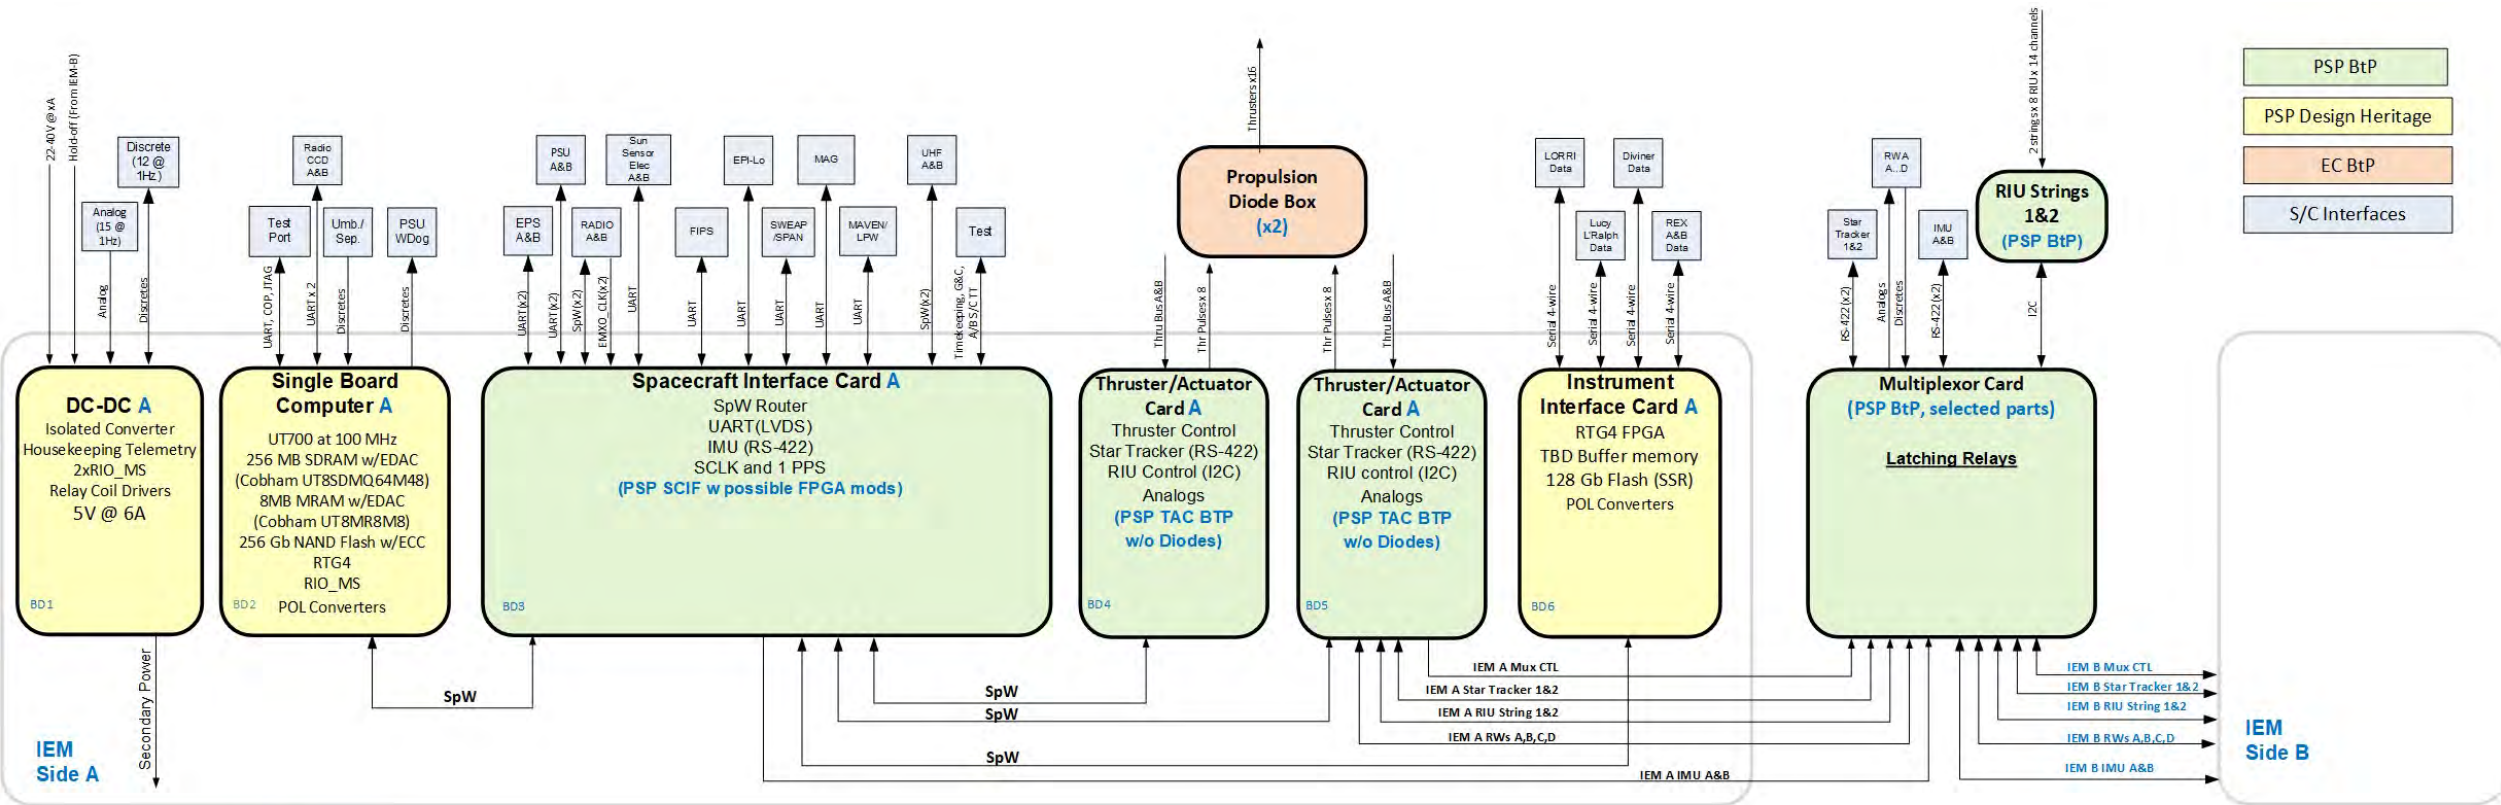 22-40V @ xA
Hold-off (From IEM-B)
Analog
(15 @
1Hz)
Analog
Discrete
(12 @
1Hz)
Discretes
Test
Port
UART, COP, JTAG
Radio
CCD
A&B
UART x 2
Umb./
Sep.
Discretes
PSU
WDog
Discretes
EPS
A&B
UART(x2)
PSU
A&B
UART(x2)
RADIO
A&B
SpW(x2)
EMXO_CLK(x2)
Sun
Sensor
Elec
A&B
UART
FIPS
UART
EPI-Lo
UART
SWEAP
/SPAN
UART
MAG
UART
MAVEN/
LPW
UART
UHF
A&B
SpW(x2)
Test
Timekeeping, G&C,
A/B S/C TT
Thrusters x16
Propulsion
Diode Box
(x2)
Thru Bus A&B
Thr Pulses x 8
Thr Pulses x 8
Thru Bus A&B
LORRI
Data
Serial 4-wire
Lucy
L'Ralph
Data
Serial 4-wire
Diviner
Data
Serial 4-wire
REX
A&B
Data
Serial 4-wire
Star
Tracker
1&2
RS-422 (x2)
RWA
A...D
Analogs
Discretes
IMU
A&B
RS-422 (x2)
2 strings x 8 RIU x 14 channels
RIU Strings
1&2
(PSP BtP)
I2C
PSP BtP
PSP Design Heritage
EC BtP
S/C Interfaces
DC-DC A
Isolated Converter
Housekeeping Telemetry
2xRIO_MS
Relay Coil Drivers
5V @ 6A
BD1
Single Board
Computer A
UT700 at 100 MHz
256 MB SDRAM w/EDAC
(Cobham UT8SDMQ64M48)
8MB MRAM w/EDAC
(Cobham UT8MR8M8)
256 Gb NAND Flash w/ECC
RTG4
RIO_MS
POL Converters
BD2
Spacecraft Interface Card A
SpW Router
UART(LVDS)
IMU (RS-422)
SCLK and 1 PPS
(PSP SCIF w possible FPGA mods)
BD3
Thruster/Actuator
Card A
Thruster Control
Star Tracker (RS-422)
RIU Control (I2C)
Analogs
(PSP TAC BTP
w/o Diodes)
BD4
Thruster/Actuator
Card A
Thruster Control
Star Tracker (RS-422)
RIU control (I2C)
Analogs
(PSP TAC BTP
w/o Diodes)
BD5
Instrument
Interface Card A
RTG4 FPGA
TBD Buffer memory
128 Gb Flash (SSR)
POL Converters
BD6
Multiplexor Card
(PSP BtP, selected parts)
Latching Relays
Secondary Power
SpW
SpW
SpW
SpW
IEM A Mux CTL
IEM A Star Tracker 1&2
IEM A RIU String 1&2
IEM A RWs A,B,C,D
IEM A IMU A&B
IEM B Mux CTL
IEM B Star Tracker 1&2
IEM B RIU String 1&2
IEM B RWs A,B,C,D
IEM B IMU A&B
IEM
Side A
IEM
Side B